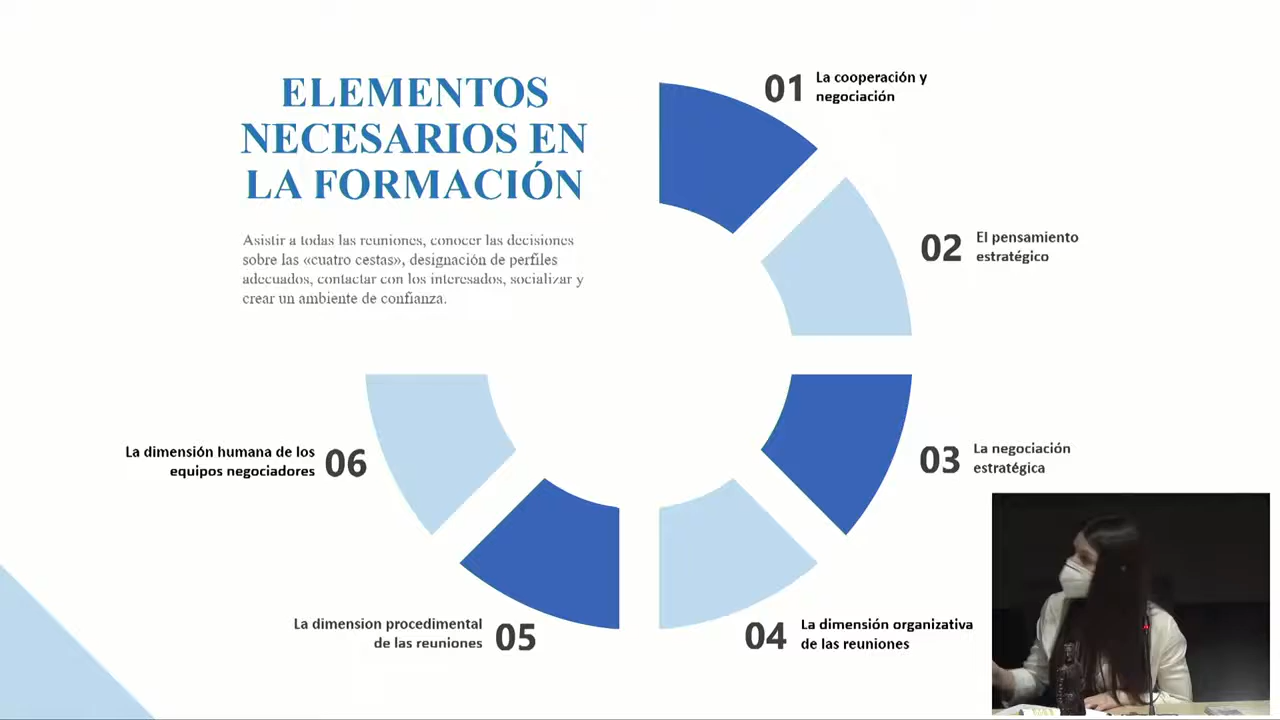 ELEMENTOS
NECESARIOS EN
LA FORMACIÓN
Asistir a todas las reuniones, conocer las decisiones
sobre las «cuatro cestas», designación de perfiles
adecuados, contactar con los interesados, socializar y
crear un ambiente de confianza.
01
La cooperación y
negociación
02
El pensamiento
estratégico
03
La negociación
estratégica
04
La dimensión organizativa
de las reuniones
05
La dimension procedimental
de las reuniones
06
La dimensión humana de los
equipos negociadores